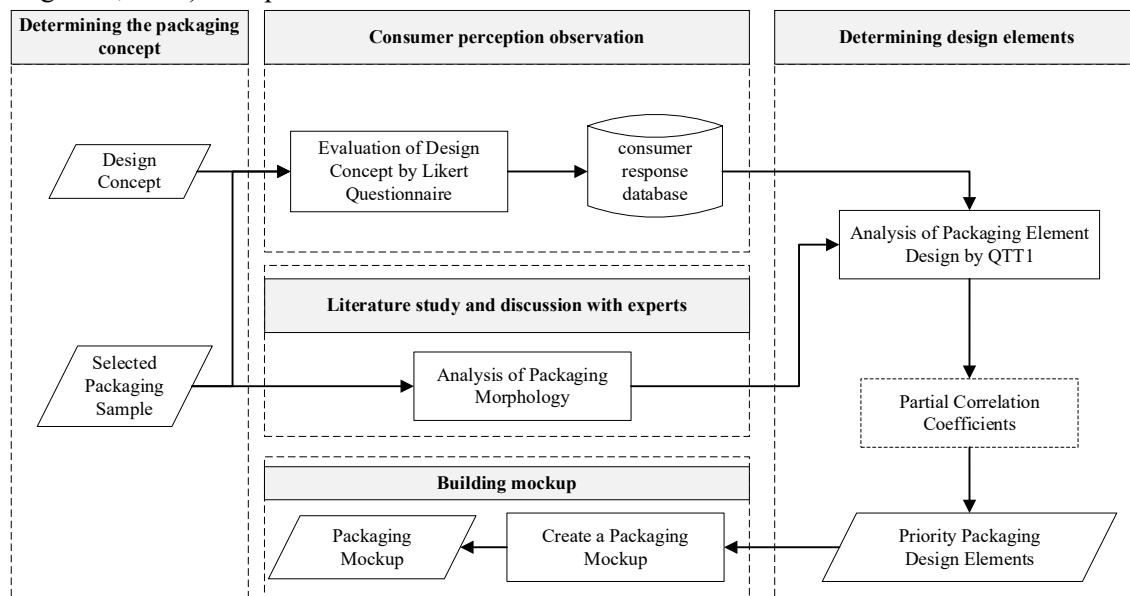 Determining the packaging
concept
Consumer perception observation
Determining design elements
Design
Concept
Evaluation of Design
Concept by Likert
Questionnaire
consumer
response
database
Analysis of Packaging Element
Design by QTT1
Literature study and discussion with experts
Selected
Packaging
Sample
Analysis of Packaging
Morphology
Partial Correlation
Coefficients
Building mockup
Packaging
Mockup
Create a Packaging
Mockup
Priority Packaging
Design Elements